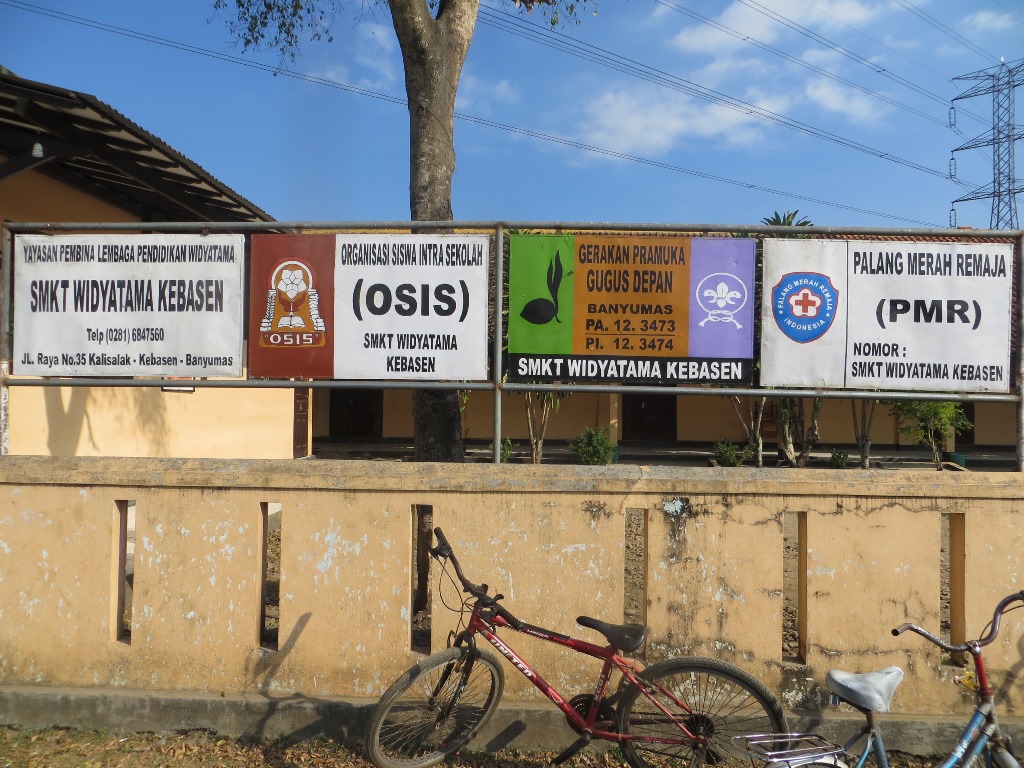 YAYASAN PEMBINA LEMBAGA PENDIDIKAN WIDYATAMA
SMKT WIDYATAMA KEBASEN
Telp (0281) 6847560
JL. Raya No.35 Kalisalak - Kebasen - Banyumas
OSIS
ORGANISASI SISWA INTRA SEKOLAH
(OSIS)
SMKT WIDYATAMA
KEBASEN
GERAKAN PRAMUKA
GUGUS DEPAN
BANYUMAS
PA. 12. 3473
PI. 12. 3474
SMKT WIDYATAMA KEBASEN
PALANG MERAH REMAJA
INDONESIA
PALANG MERAH REMAJA
(PMR)
NOMOR :
SMKT WIDYATAMA KEBASEN
UNITED